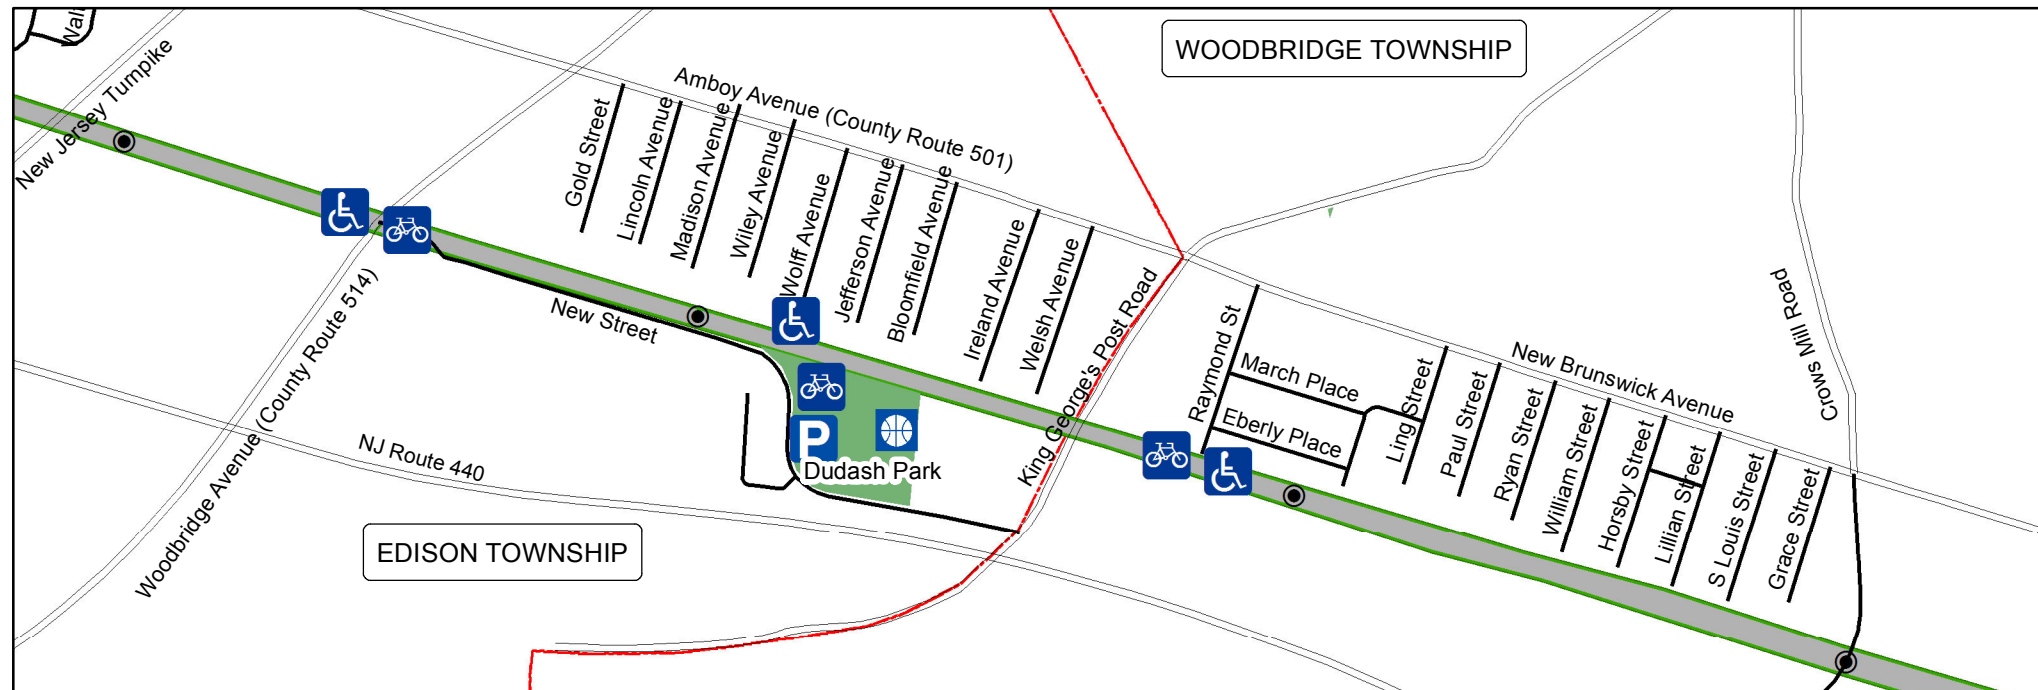 WOODBRIDGE TOWNSHIP
New Jersey Turnpike
Amboy Avenue (County Route 501)
Gold Street
Lincoln Avenue
Madison Avenue
Wiley Avenue
Wolff Avenue
Jefferson Avenue
Bloomfield Avenue
Ireland Avenue
Welsh Avenue
King George's Post Road
Raymond St
March Place
Eberly Place
Ling Street
Paul Street
Ryan Street
William Street
Horsby Street
Lillian Street
S Louis Street
Grace Street
New Brunswick Avenue
Crows Mill Road
New Street
Woodbridge Avenue (County Route 514)
NJ Route 440
P
Dudash Park
EDISON TOWNSHIP